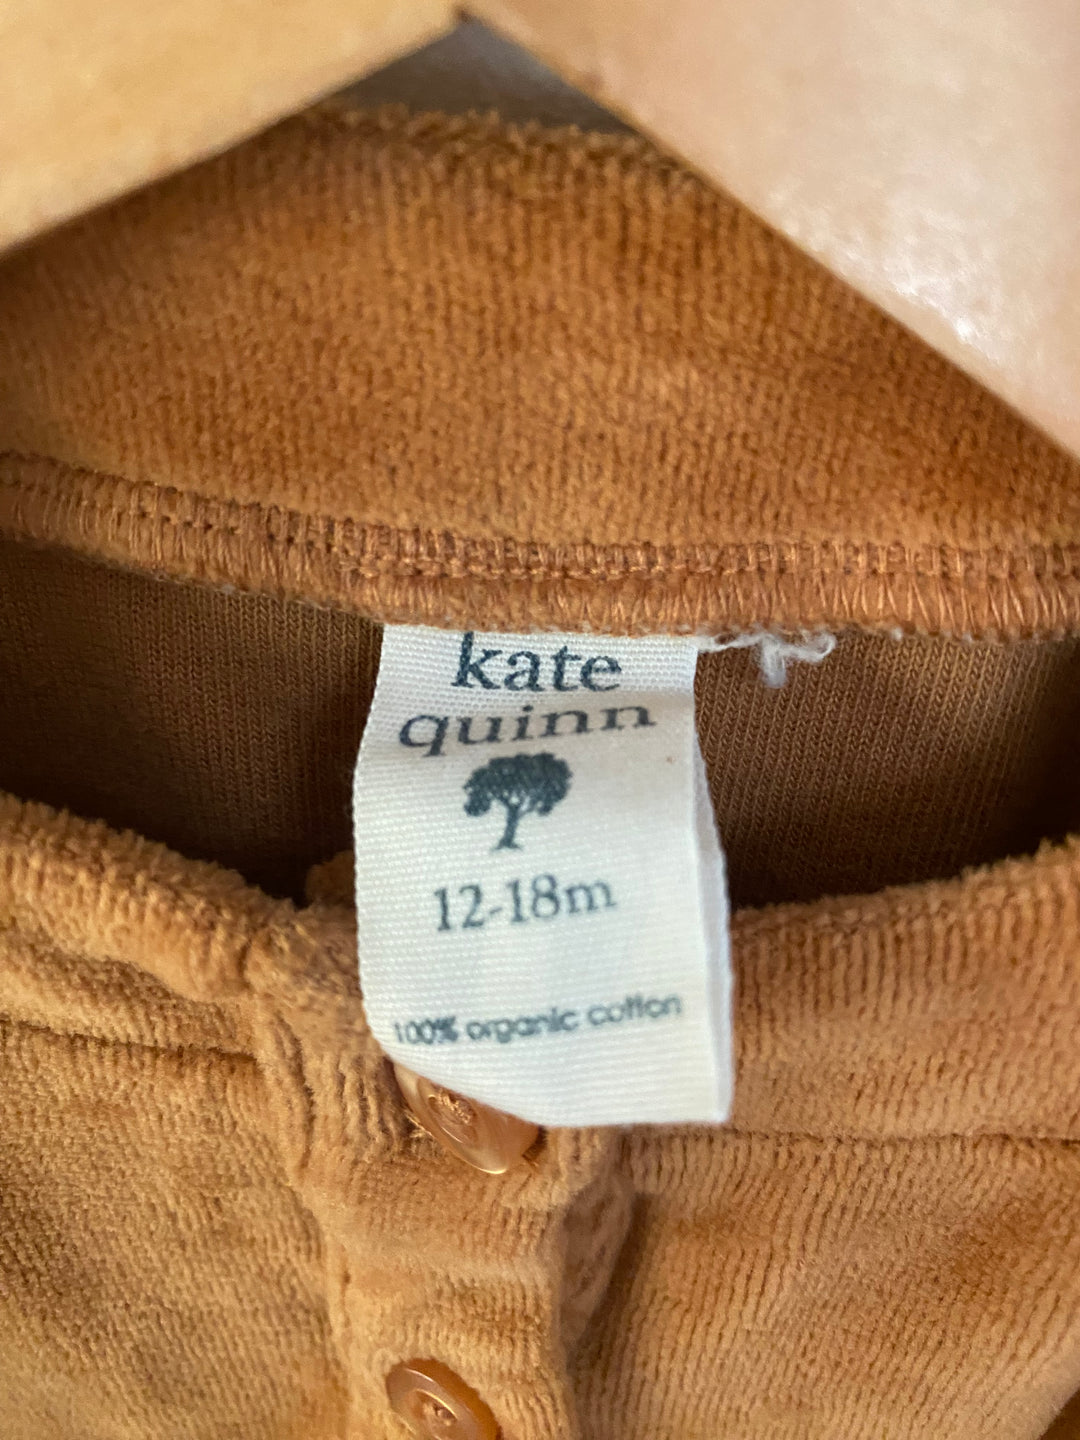 kate
quinn
12-18m
100% organic cotton